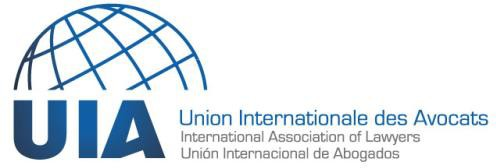 UIA
Union Internationale des Avocats
International Association of Lawyers
Unión Internacional de Abogados